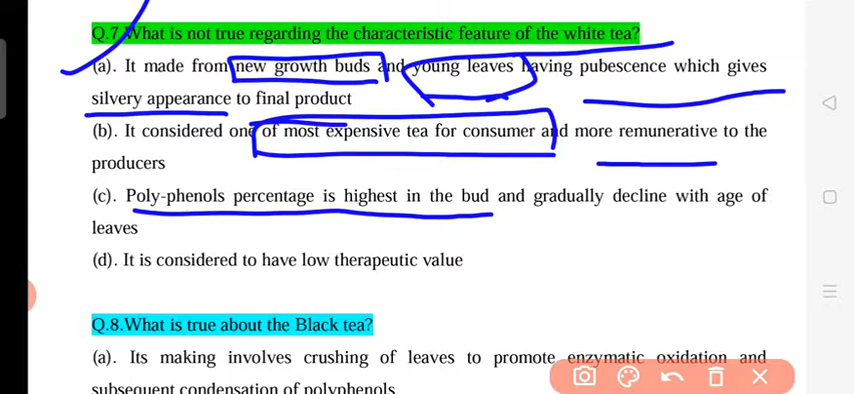 Q.7.What is not true regarding the characteristic feature of the white tea?
(a). It made from new growth buds and young leaves having pubescence which gives
silvery appearance to final product
(b). It considered one of most expensive tea for consumer and more remunerative to the
producers
(c). Poly-phenols percentage is highest in the bud and gradually decline with age of
leaves
(d). It is considered to have low therapeutic value
Q.8.What is true about the Black tea?
(a). Its making involves crushing of leaves to promote enzymatic oxidation and
subsequent condensation of polyphenols